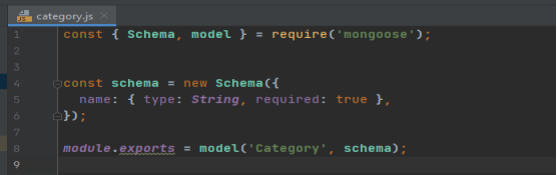 category.js
1 const { Schema, model } = require('mongoose');
2
3
4 const schema = new Schema({
5   name: { type: String, required: true },
6 });
7
8 module.exports = model('Category', schema);
9